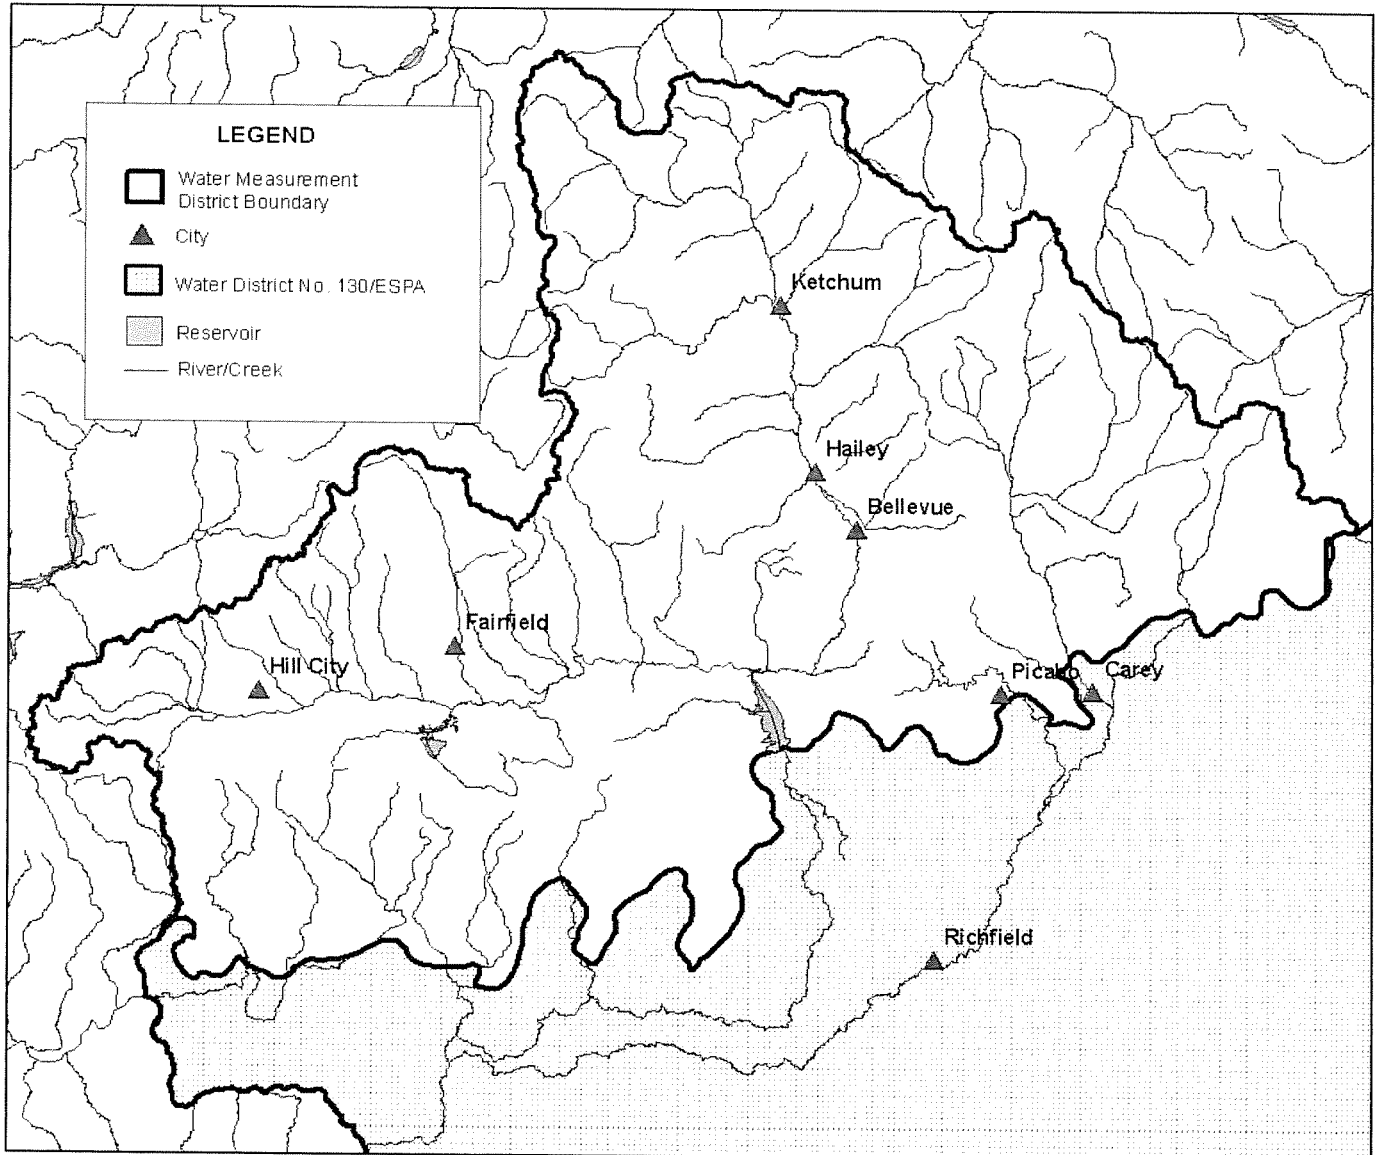 LEGEND
Water Measurement
District Boundary
City
Water District No. 130/ESPA
Reservoir
River/Creek
Ketchum
Hailey
Bellevue
Fairfield
Hill City
Picabo
Carey
Richfield